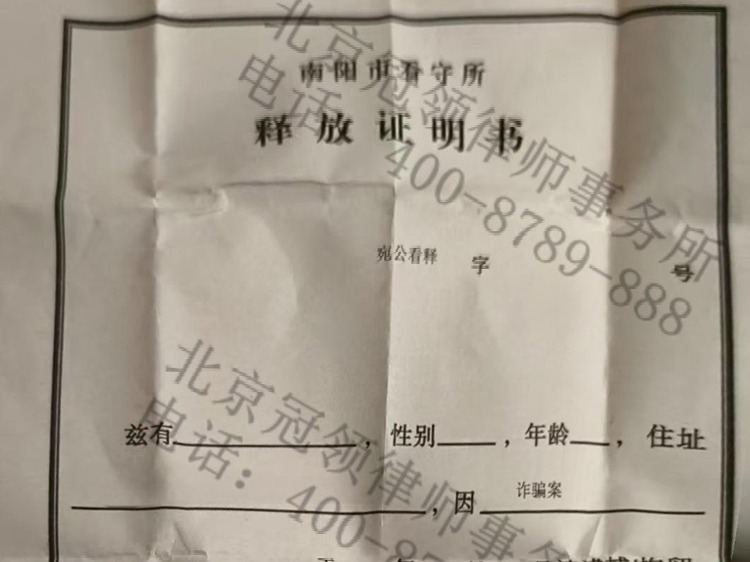 南阳市看守所
释放证明书
宛公看释 字 号
兹有 ，性别 ，年龄 ，住址
，因 诈骗案
北京冠领律师事务所
电话：400-8789-888
北京冠领律师事务
电话：400-87